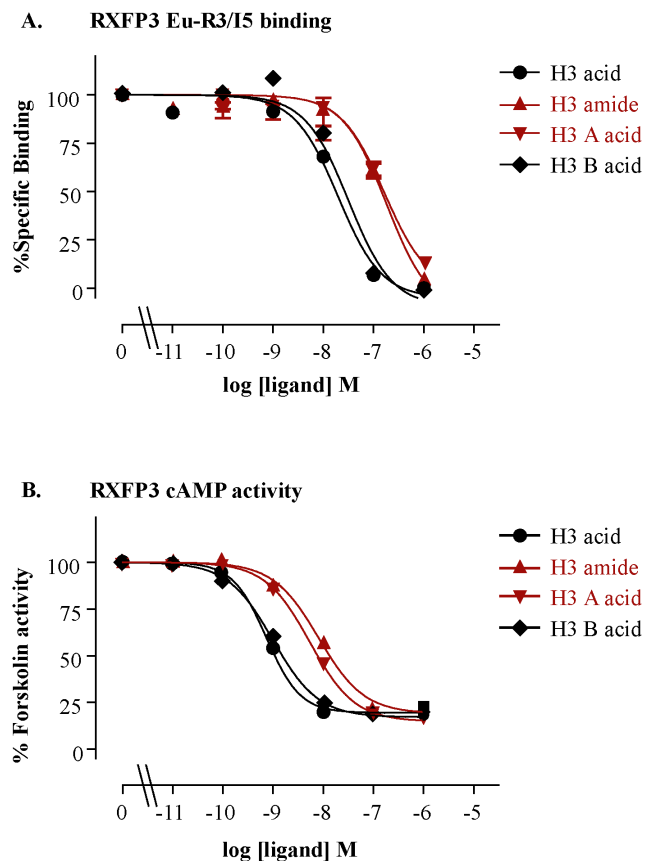 A. RXFP3 Eu-R3/I5 binding
%Specific Binding
100
75
50
25
0
0 -11 -10 -9 -8 -7 -6 -5
log [ligand] M
H3 acid
H3 amide
H3 A acid
H3 B acid
B. RXFP3 cAMP activity
% Forskolin activity
100
75
50
25
0
0 -11 -10 -9 -8 -7 -6 -5
log [ligand] M
H3 acid
H3 amide
H3 A acid
H3 B acid